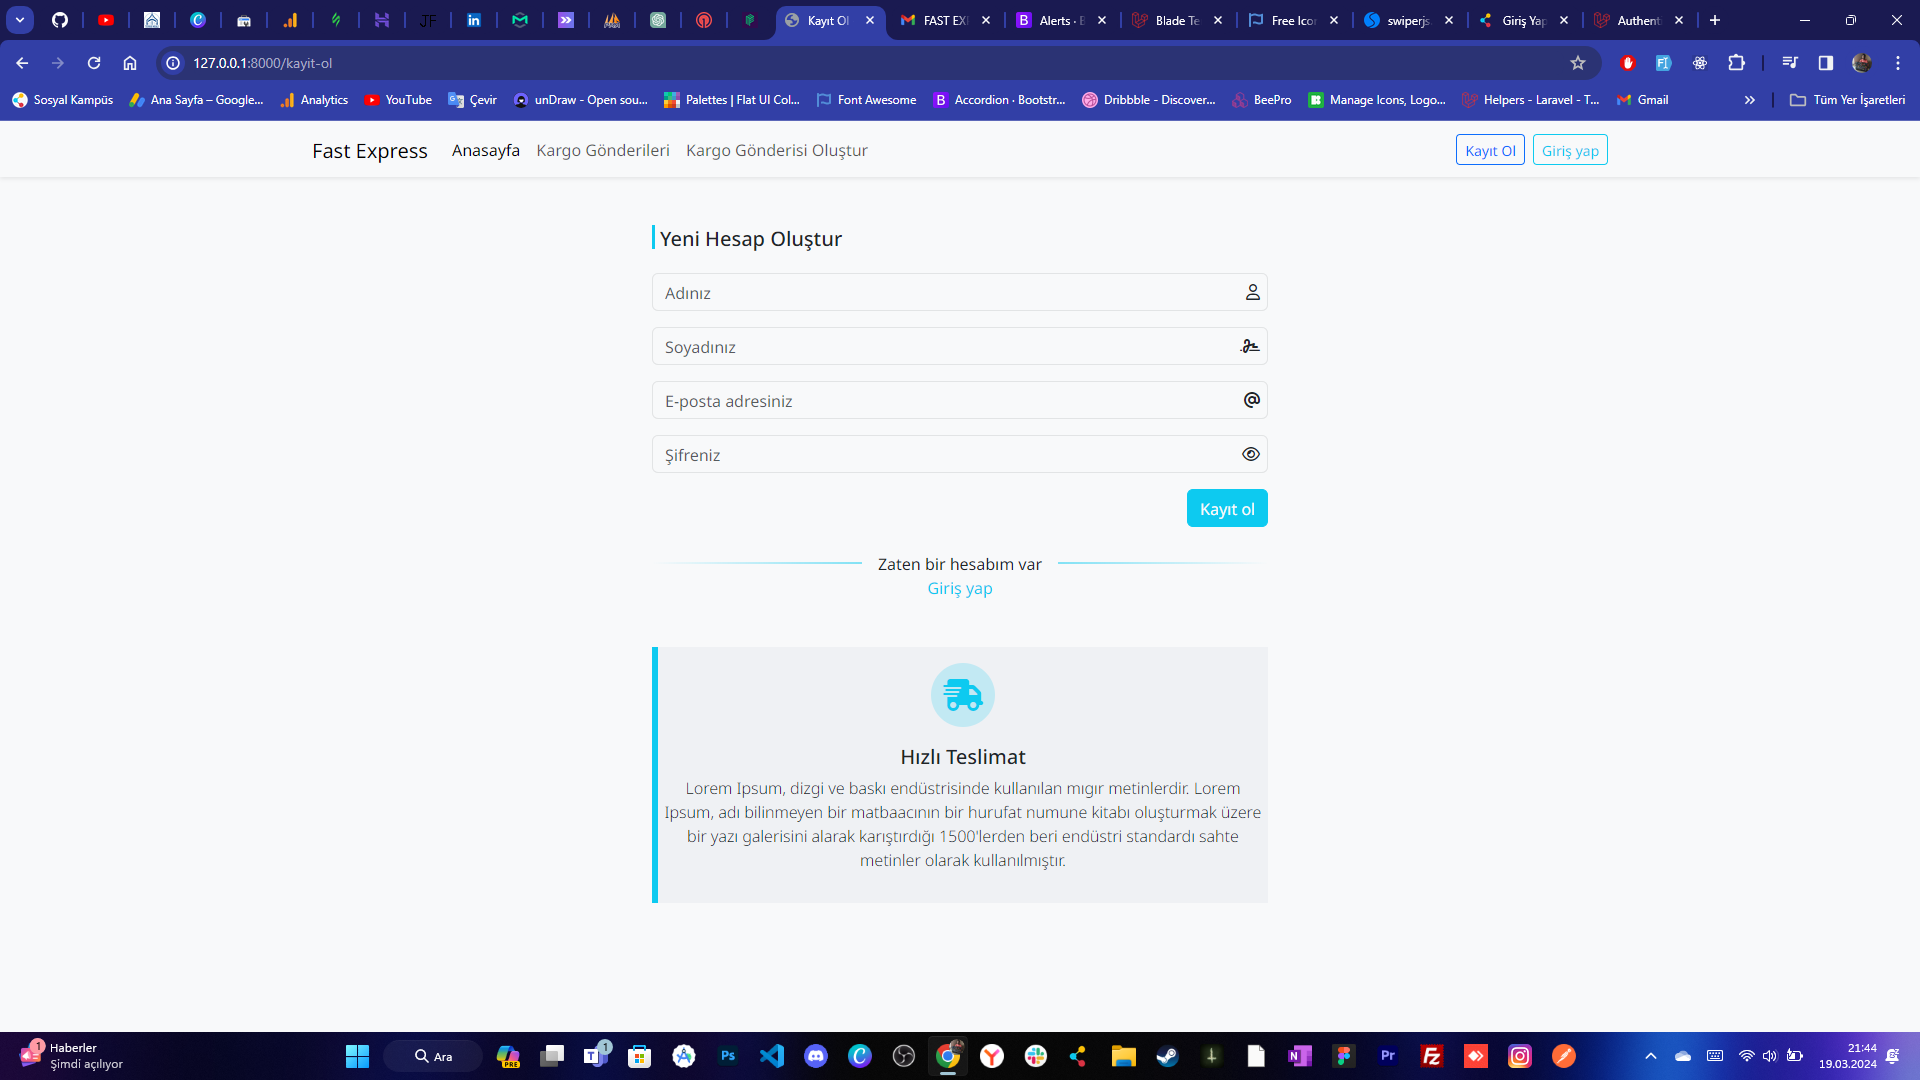 Kayıt Ol
FAST EX
Alerts · B
Blade Te
Free Ico
swiperjs
Giriş Yap
Authent
127.0.0.1:8000/kayit-ol
Sosyal Kampüs
Ana Sayfa – Google...
Analytics
YouTube
Çevir
unDraw - Open sou...
Palettes | Flat UI Col...
Font Awesome
Accordion · Bootstr...
Dribbble - Discover...
BeePro
Manage Icons, Logo...
Helpers - Laravel - T...
Gmail
Tüm Yer İşaretleri
Fast Express
Anasayfa
Kargo Gönderileri
Kargo Gönderisi Oluştur
Kayıt Ol
Giriş yap
Yeni Hesap Oluştur
Adınız
Soyadınız
E-posta adresiniz
Şifreniz
Kayıt ol
Zaten bir hesabım var
Giriş yap
Hızlı Teslimat
Lorem Ipsum, dizgi ve baskı endüstrisinde kullanılan mıgır metinlerdir. Lorem
Ipsum, adı bilinmeyen bir matbaacının bir hurufat numune kitabı oluşturmak üzere
bir yazı galerisini alarak karıştırdığı 1500'lerden beri endüstri standardı sahte
metinler olarak kullanılmıştır.
1
Haberler
Şimdi açılıyor
Ara
PRE
1
Ps
Pr
21:44
19.03.2024